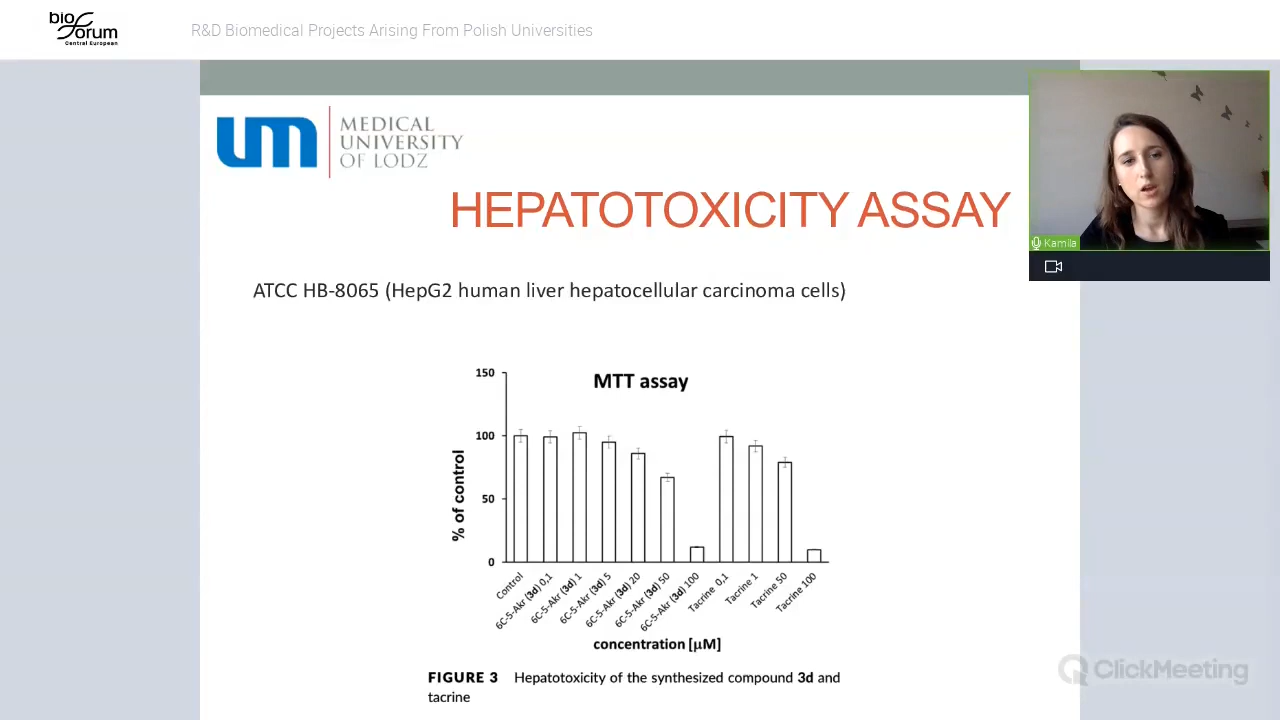 bio
forum
Central European
R&D Biomedical Projects Arising From Polish Universities
um
MEDICAL
UNIVERSITY
OF LODZ
HEPATOTOXICITY ASSAY
Kamila
ATCC HB-8065 (HepG2 human liver hepatocellular carcinoma cells)
MTT assay
150
100
50
0
% of control
Control
6C-5-Akr (3d) 0,1
6C-5-Akr (3d) 1
6C-5-Akr (3d) 5
6C-5-Akr (3d) 20
6C-5-Akr (3d) 50
6C-5-Akr (3d) 100
Tacrine 0,1
Tacrine 1
Tacrine 50
Tacrine 100
concentration [µM]
FIGURE 3 Hepatotoxicity of the synthesized compound 3d and
tacrine
ClickMeeting